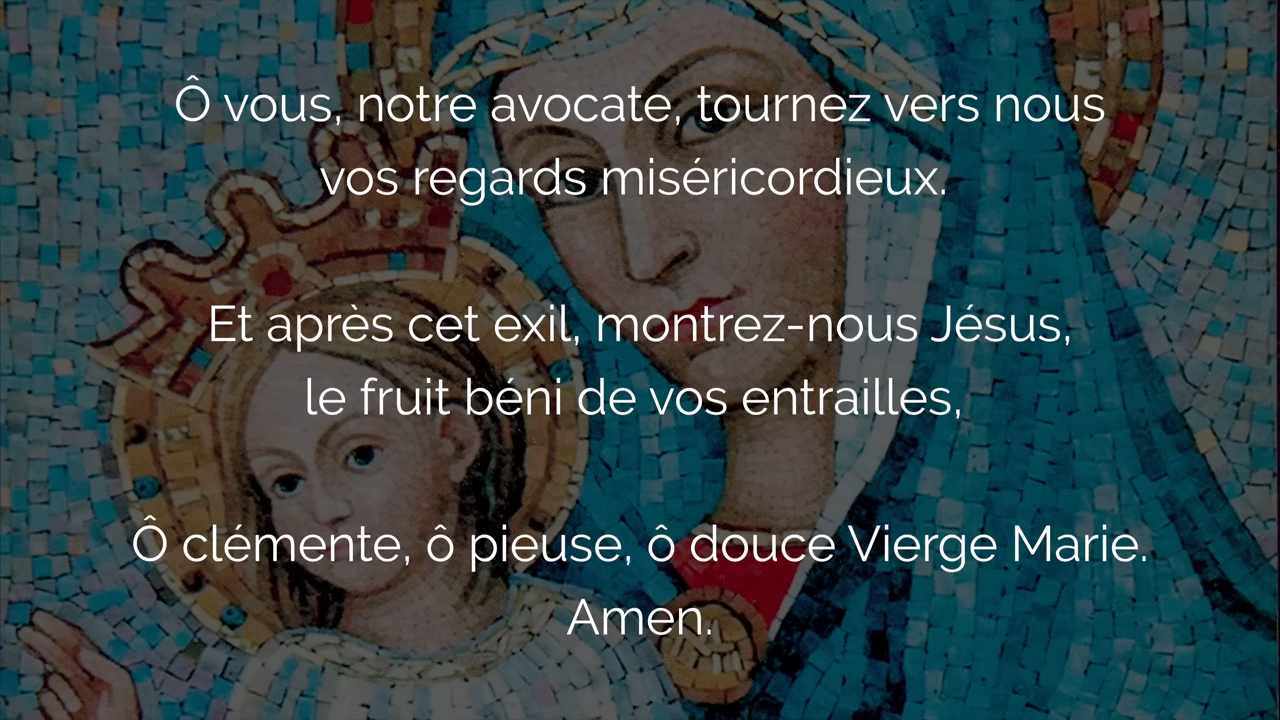 Ô vous, notre avocate, tournez vers nous
vos regards miséricordieux.
Et après cet exil, montrez-nous Jésus,
le fruit béni de vos entrailles,
Ô clémente, ô pieuse, ô douce Vierge Marie.
Amen.